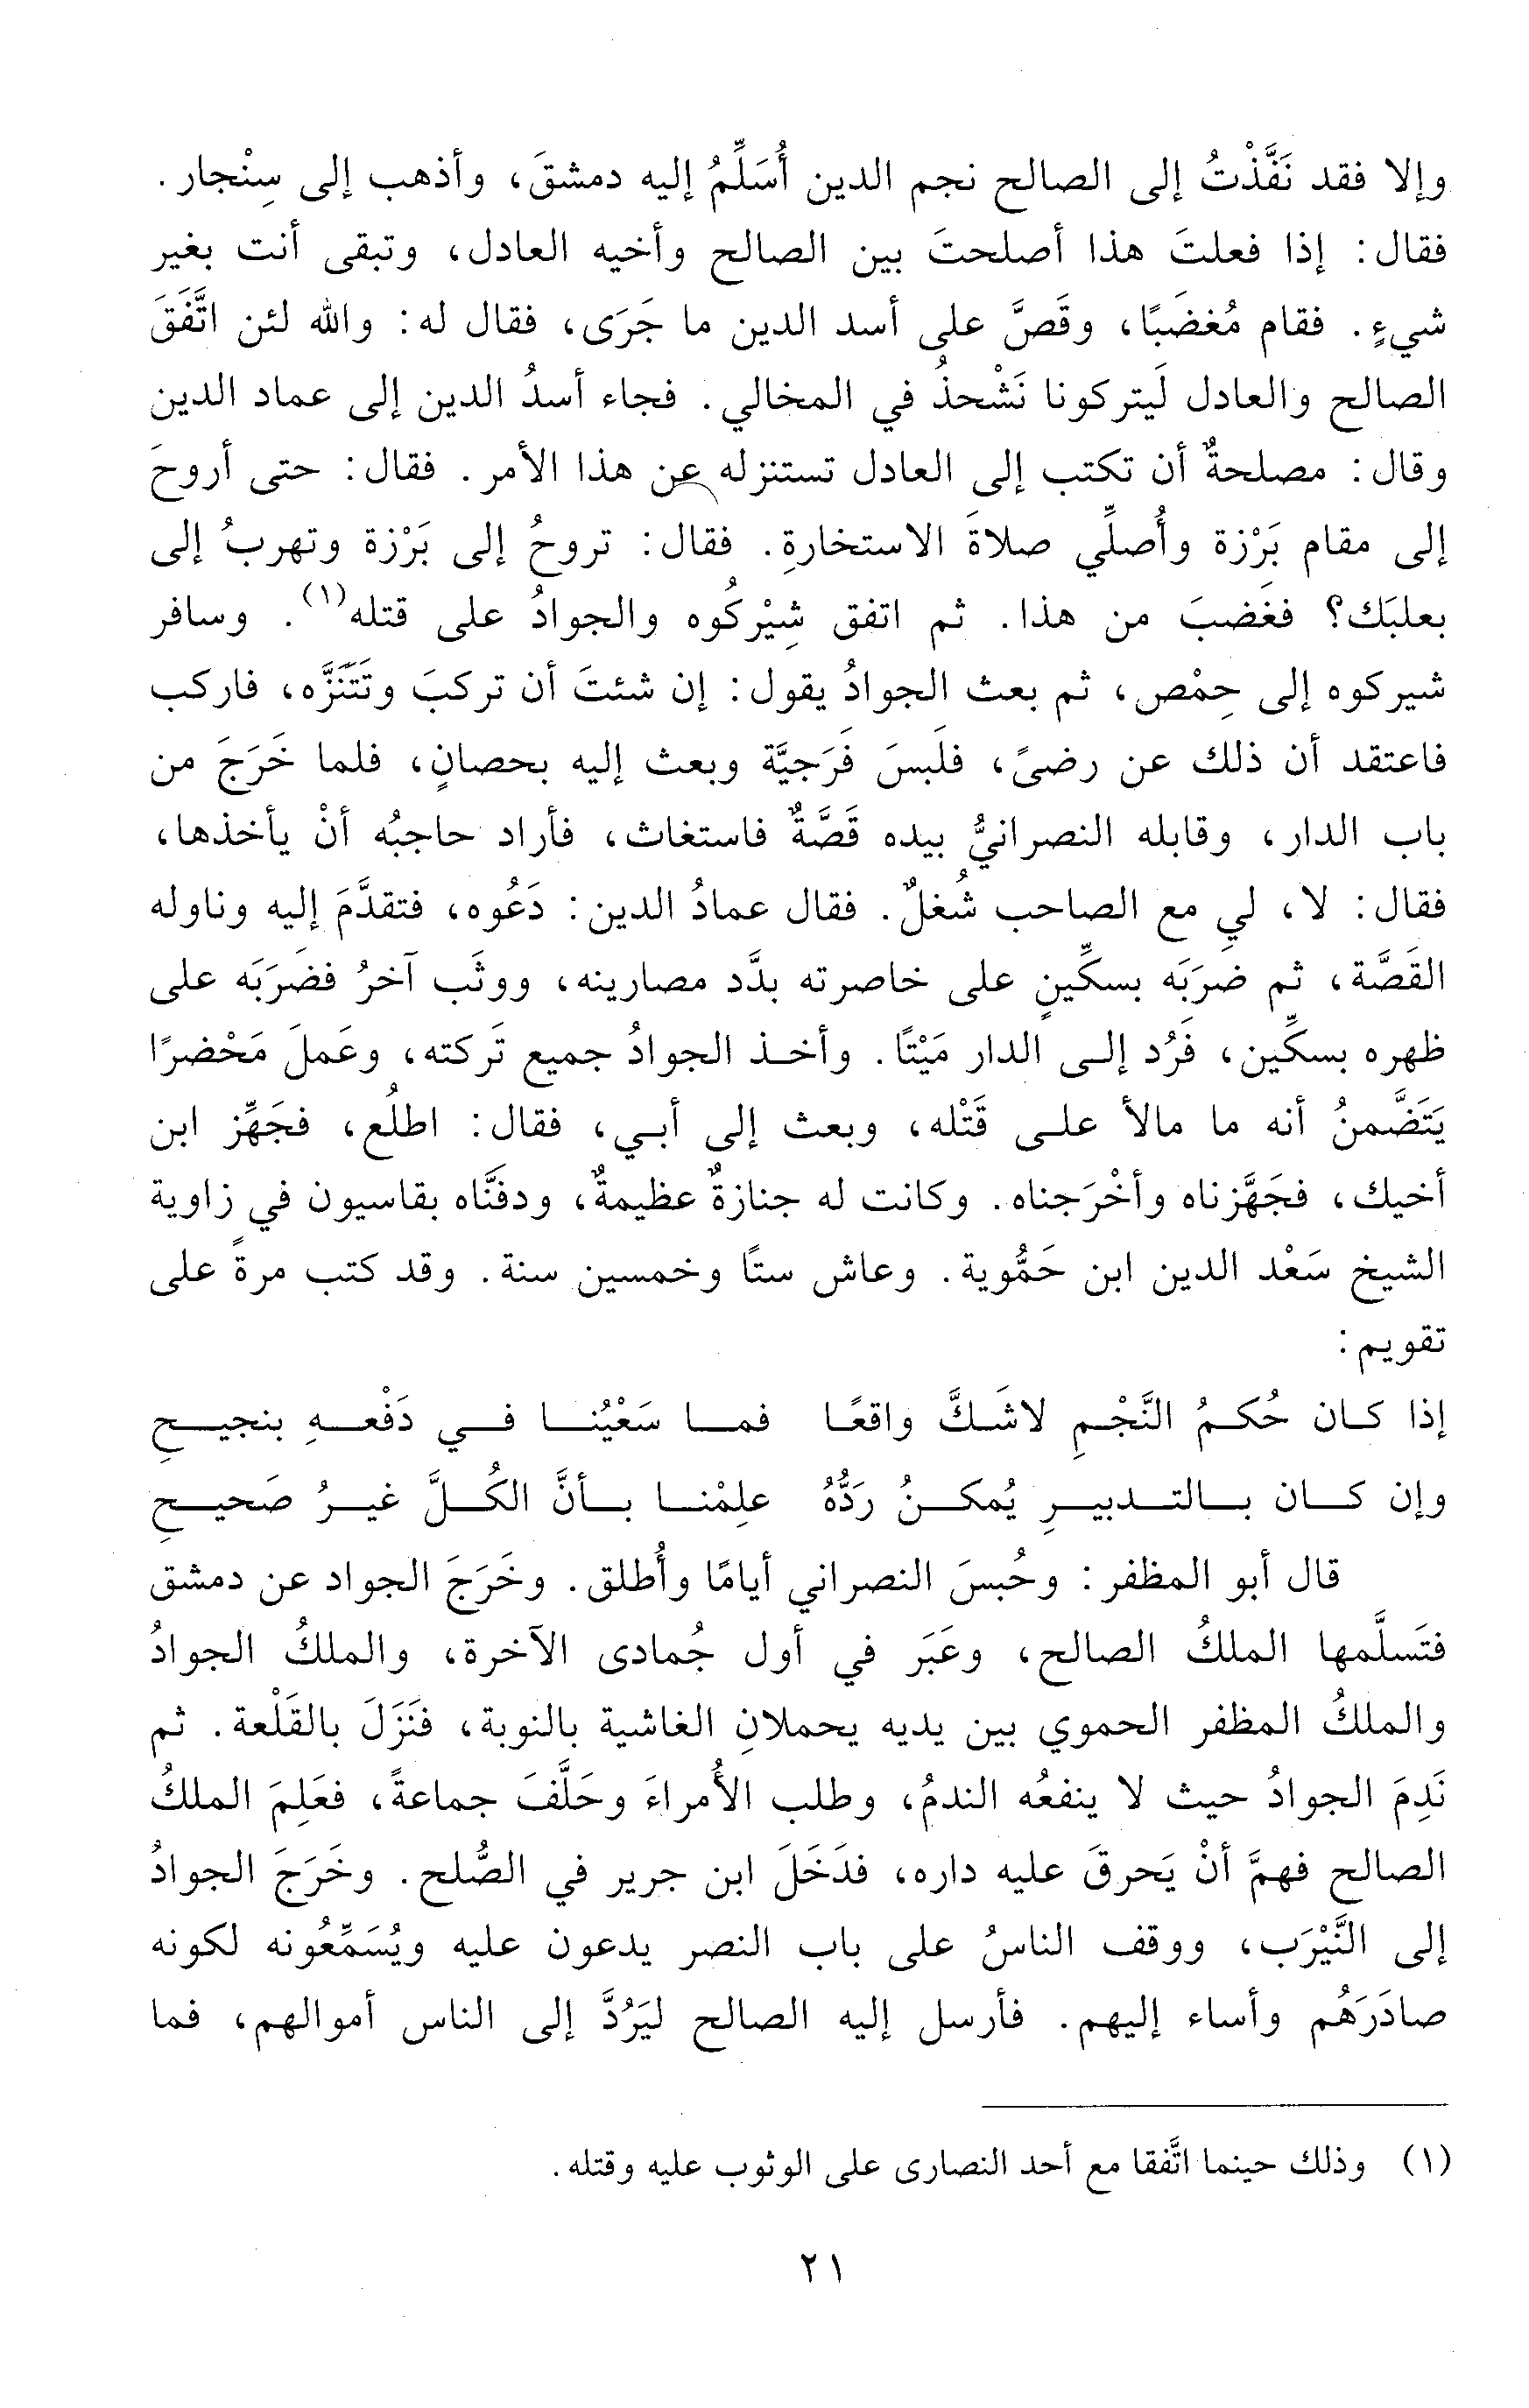 وإلا فقد نَفَّذْتُ إلى الصالح نجم الدين أُسَلِّمُ إليه دمشقَ، وأذهب إلى سِنْجار.
فقال: إذا فعلتَ هذا أصلحتَ بين الصالح وأخيه العادل، وتبقى أنت بغير
شيءٍ. فقام مُغضَبًا، وقَصَّ على أسد الدين ما جَرَى، فقال له: والله لئن اتَّفَقَ
الصالح والعادل لَيتركونا نَشْحذُ في المخالي. فجاء أسدُ الدين إلى عماد الدين
وقال: مصلحةٌ أن تكتب إلى العادل تستنزله عن هذا الأمر. فقال: حتى أروحَ
إلى مقام بَرْزة وأُصلِّي صلاةَ الاستخارةِ. فقال: تروحُ إلى بَرْزة وتهربُ إلى
بعلبَك؟ فغَضبَ من هذا. ثم اتفق شِيْركُوه والجوادُ على قتله(١). وسافر
شيركوه إلى حِمْص، ثم بعث الجوادُ يقول: إن شئتَ أن تركبَ وتَتَنَزَّه، فاركب
فاعتقد أن ذلك عن رضىً، فلَبسَ فَرَجيَّة وبعث إليه بحصانٍ، فلما خَرَجَ من
باب الدار، وقابله النصرانيُّ بيده قَصَّةٌ فاستغاث، فأراد حاجبُه أنْ يأخذها،
فقال: لا، لي مع الصاحب شُغلٌ. فقال عمادُ الدين: دَعُوه، فتقدَّمَ إليه وناوله
القَصَّة، ثم ضرَبَه بسكِّينٍ على خاصرته بدَّد مصارينه، ووثَب آخرُ فضَرَبَه على
ظهره بسكِّين، فَرُد إلى الدار مَيْتًا. وأخذ الجوادُ جميع تَركته، وعَملَ مَحْضرًا
يَتَضَّمنُ أنه ما مالأ على قَتْله، وبعث إلى أبي، فقال: اطلُع، فجَهِّز ابن
أخيك، فجَهَّزناه وأخْرَجناه. وكانت له جنازةٌ عظيمةٌ، ودفنَّاه بقاسيون في زاوية
الشيخ سَعْد الدين ابن حَمُّوية. وعاش ستًا وخمسين سنة. وقد كتب مرةً على
تقويم:
إذا كان حُكمُ النَّجْمِ لاشَكَّ واقعًا فما سَعْيُنا في دَفْعهِ بنجيحِ
وإن كان بالتدبيرِ يُمكنُ رَدُّهُ علِمْنا بأنَّ الكُلَّ غيرُ صَحيحِ
قال أبو المظفر: وحُبسَ النصراني أيامًا وأُطلق. وخَرَجَ الجواد عن دمشق
فتَسلَّمها الملكُ الصالح، وعَبَرَ في أول جُمادى الآخرة، والملكُ الجوادُ
والملكُ المظفر الحموي بين يديه يحملانِ الغاشية بالنوبة، فنَزَلَ بالقَلْعة. ثم
نَدِمَ الجوادُ حيث لا ينفعُه الندمُ، وطلب الأُمراءَ وحَلَّفَ جماعةً، فعَلِمَ الملكُ
الصالح فهمَّ أنْ يَحرقَ عليه داره، فدَخَلَ ابن جرير في الصُّلح. وخَرَجَ الجوادُ
إلى النَّيْرَب، ووقف الناسُ على باب النصر يدعون عليه ويُسَمِّعُونه لكونه
صادَرَهُم وأساء إليهم. فأرسل إليه الصالح ليَرُدَّ إلى الناس أموالهم، فما
(١) وذلك حينما اتَّفقا مع أحد النصارى على الوثوب عليه وقتله.
٢١